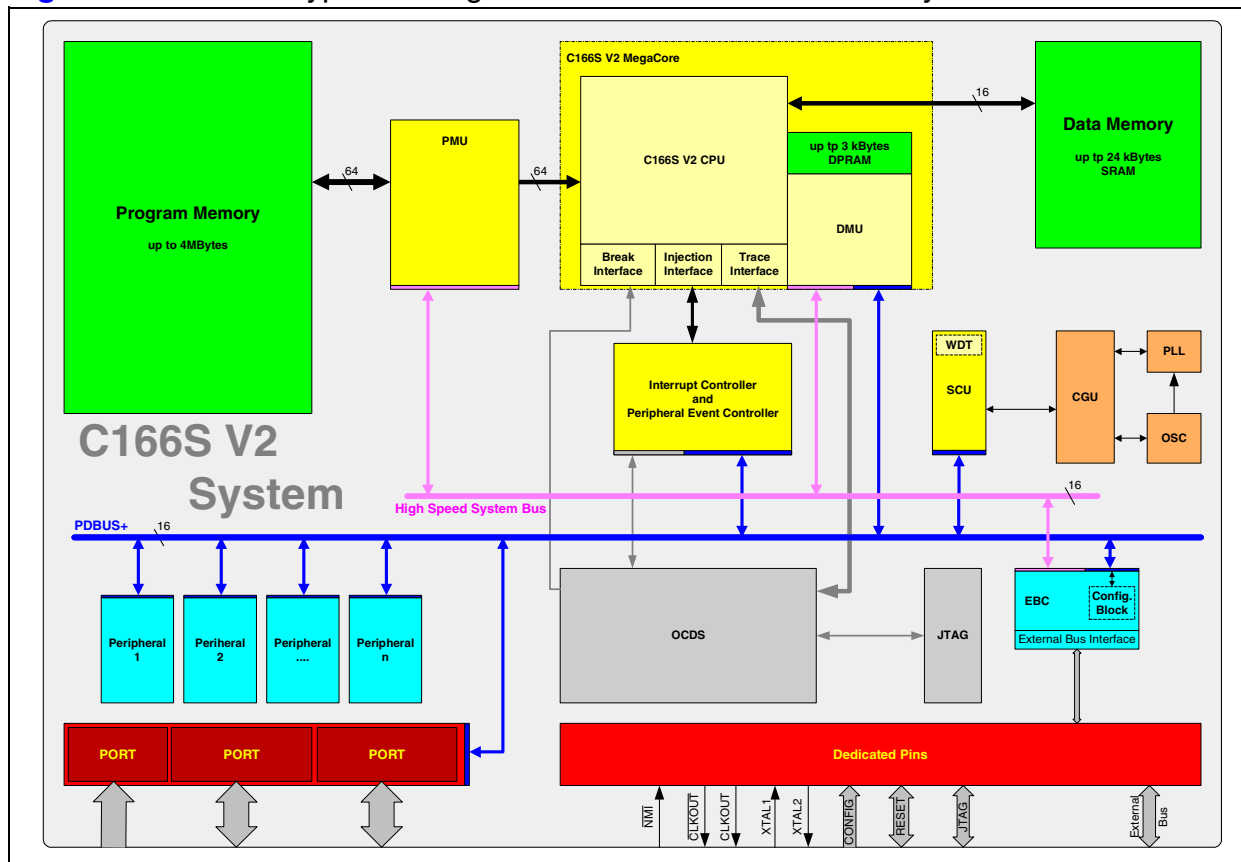 C166S V2 MegaCore
C166S V2 CPU
up tp 3 kBytes
DPRAM
DMU
Break
Interface
Injection
Interface
Trace
Interface
16
Data Memory
up tp 24 kBytes
SRAM
PMU
64
64
Program Memory
up to 4MBytes
Interrupt Controller
and
Peripheral Event Controller
WDT
SCU
CGU
PLL
OSC
C166S V2
System
High Speed System Bus
16
PDBUS+
16
Peripheral
1
Periheral
2
Peripheral
....
Peripheral
n
OCDS
JTAG
EBC
Config.
Block
External Bus Interface
PORT
PORT
PORT
Dedicated Pins
NMI
CLKOUT
CLKOUT
XTAL1
XTAL2
CONFIG
RESET
JTAG
External
Bus